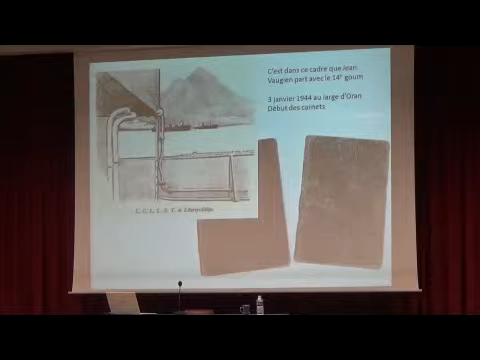 C'est dans ce cadre que Jean
Vaugien part avec le 14° goum
3 janvier 1944 au large d'Oran
Début des carnets